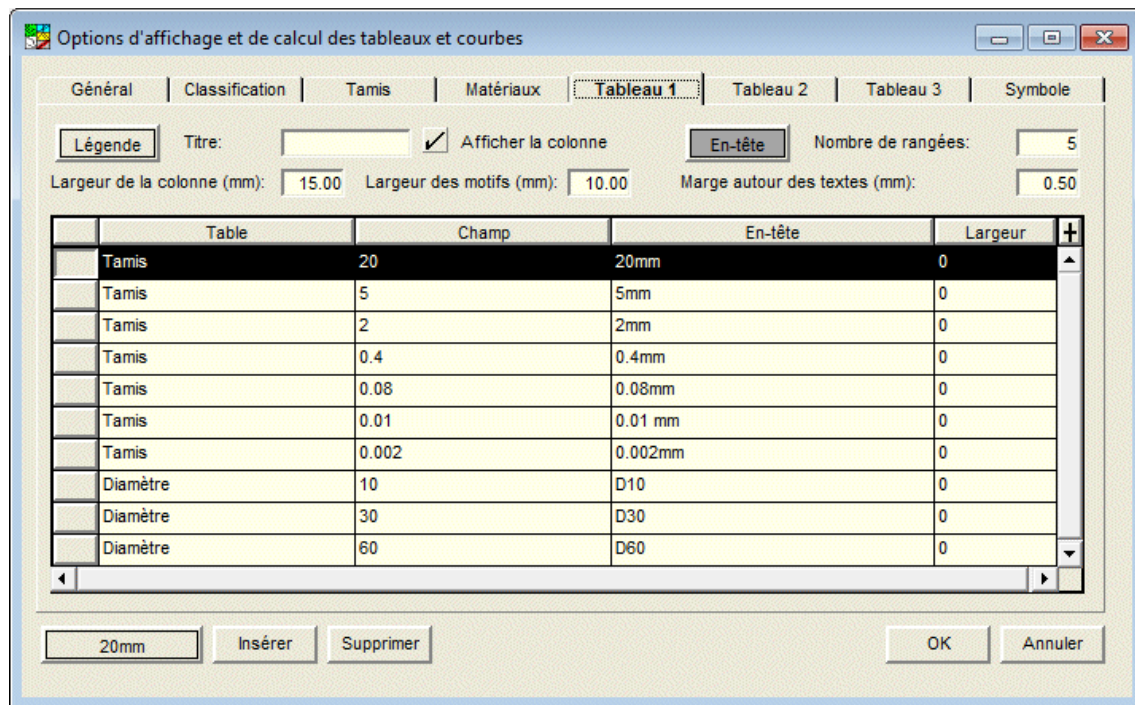 Options d'affichage et de calcul des tableaux et courbes
Général Classification Tamis Matériaux Tableau 1 Tableau 2 Tableau 3 Symbole
Légende Titre: Afficher la colonne En-tête Nombre de rangées: 5
Largeur de la colonne (mm): 15.00 Largeur des motifs (mm): 10.00 Marge autour des textes (mm): 0.50
Table Champ En-tête Largeur +
Tamis 20 20mm 0
Tamis 5 5mm 0
Tamis 2 2mm 0
Tamis 0.4 0.4mm 0
Tamis 0.08 0.08mm 0
Tamis 0.01 0.01 mm 0
Tamis 0.002 0.002mm 0
Diamètre 10 D10 0
Diamètre 30 D30 0
Diamètre 60 D60 0
20mm Insérer Supprimer OK Annuler